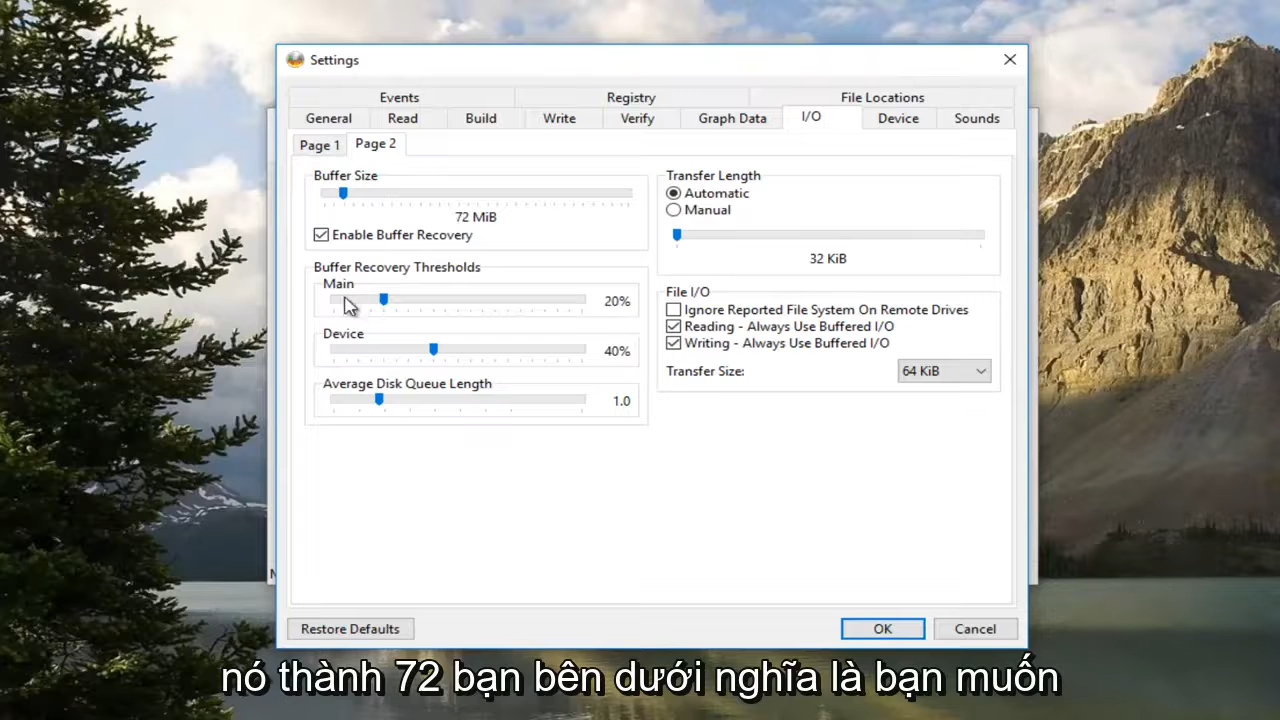 Settings
Events Registry File Locations
General Read Build Write Verify Graph Data I/O Device Sounds
Page 1 Page 2
Buffer Size
72 MiB
Enable Buffer Recovery
Buffer Recovery Thresholds
Main
20%
Device
40%
Average Disk Queue Length
1.0
Transfer Length
Automatic
Manual
32 KiB
File I/O
Ignore Reported File System On Remote Drives
Reading - Always Use Buffered I/O
Writing - Always Use Buffered I/O
Transfer Size: 64 KiB
Restore Defaults OK Cancel
nó thành 72 bạn bên dưới nghĩa là bạn muốn